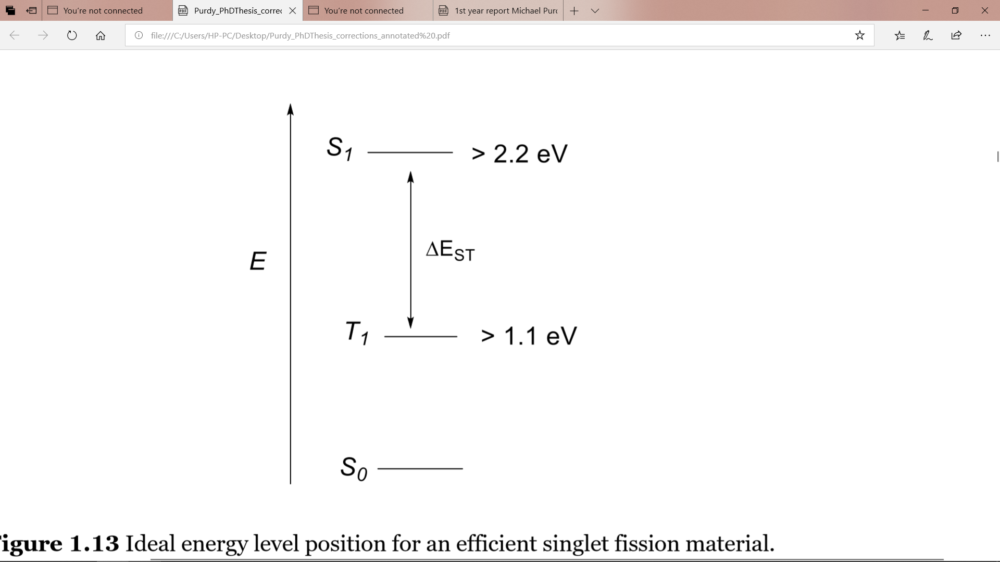 You're not connected
Purdy_PhDThesis_correc
You're not connected
1st year report Michael Purc
file:///C:/Users/HP-PC/Desktop/Purdy_PhDThesis_corrections_annotated%20.pdf
S1 > 2.2 eV
ΔEST
E
T1 > 1.1 eV
S0
igure 1.13 Ideal energy level position for an efficient singlet fission material.